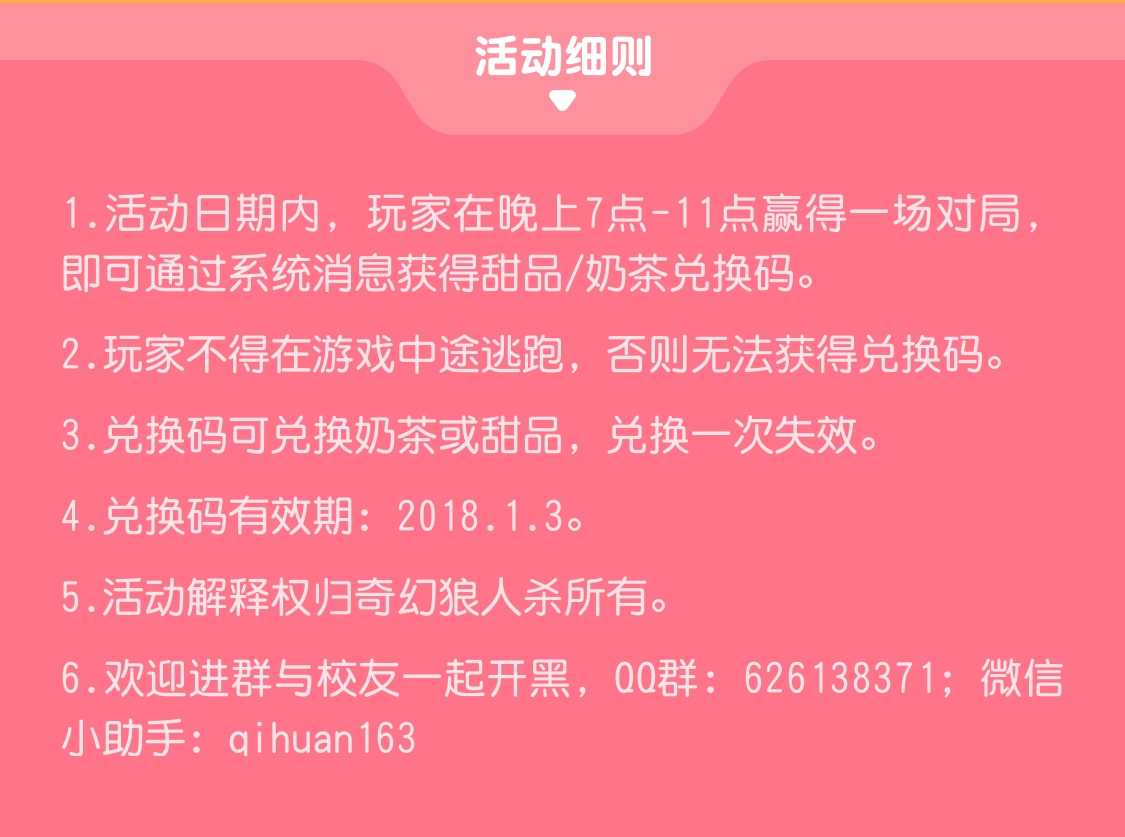 活动细则
1.活动日期内，玩家在晚上7点-11点赢得一场对局，
即可通过系统消息获得甜品/奶茶兑换码。
2.玩家不得在游戏中途逃跑，否则无法获得兑换码。
3.兑换码可兑换奶茶或甜品，兑换一次失效。
4.兑换码有效期：2018.1.3。
5.活动解释权归奇幻狼人杀所有。
6.欢迎进群与校友一起开黑，QQ群：626138371；微信
小助手：qihuan163